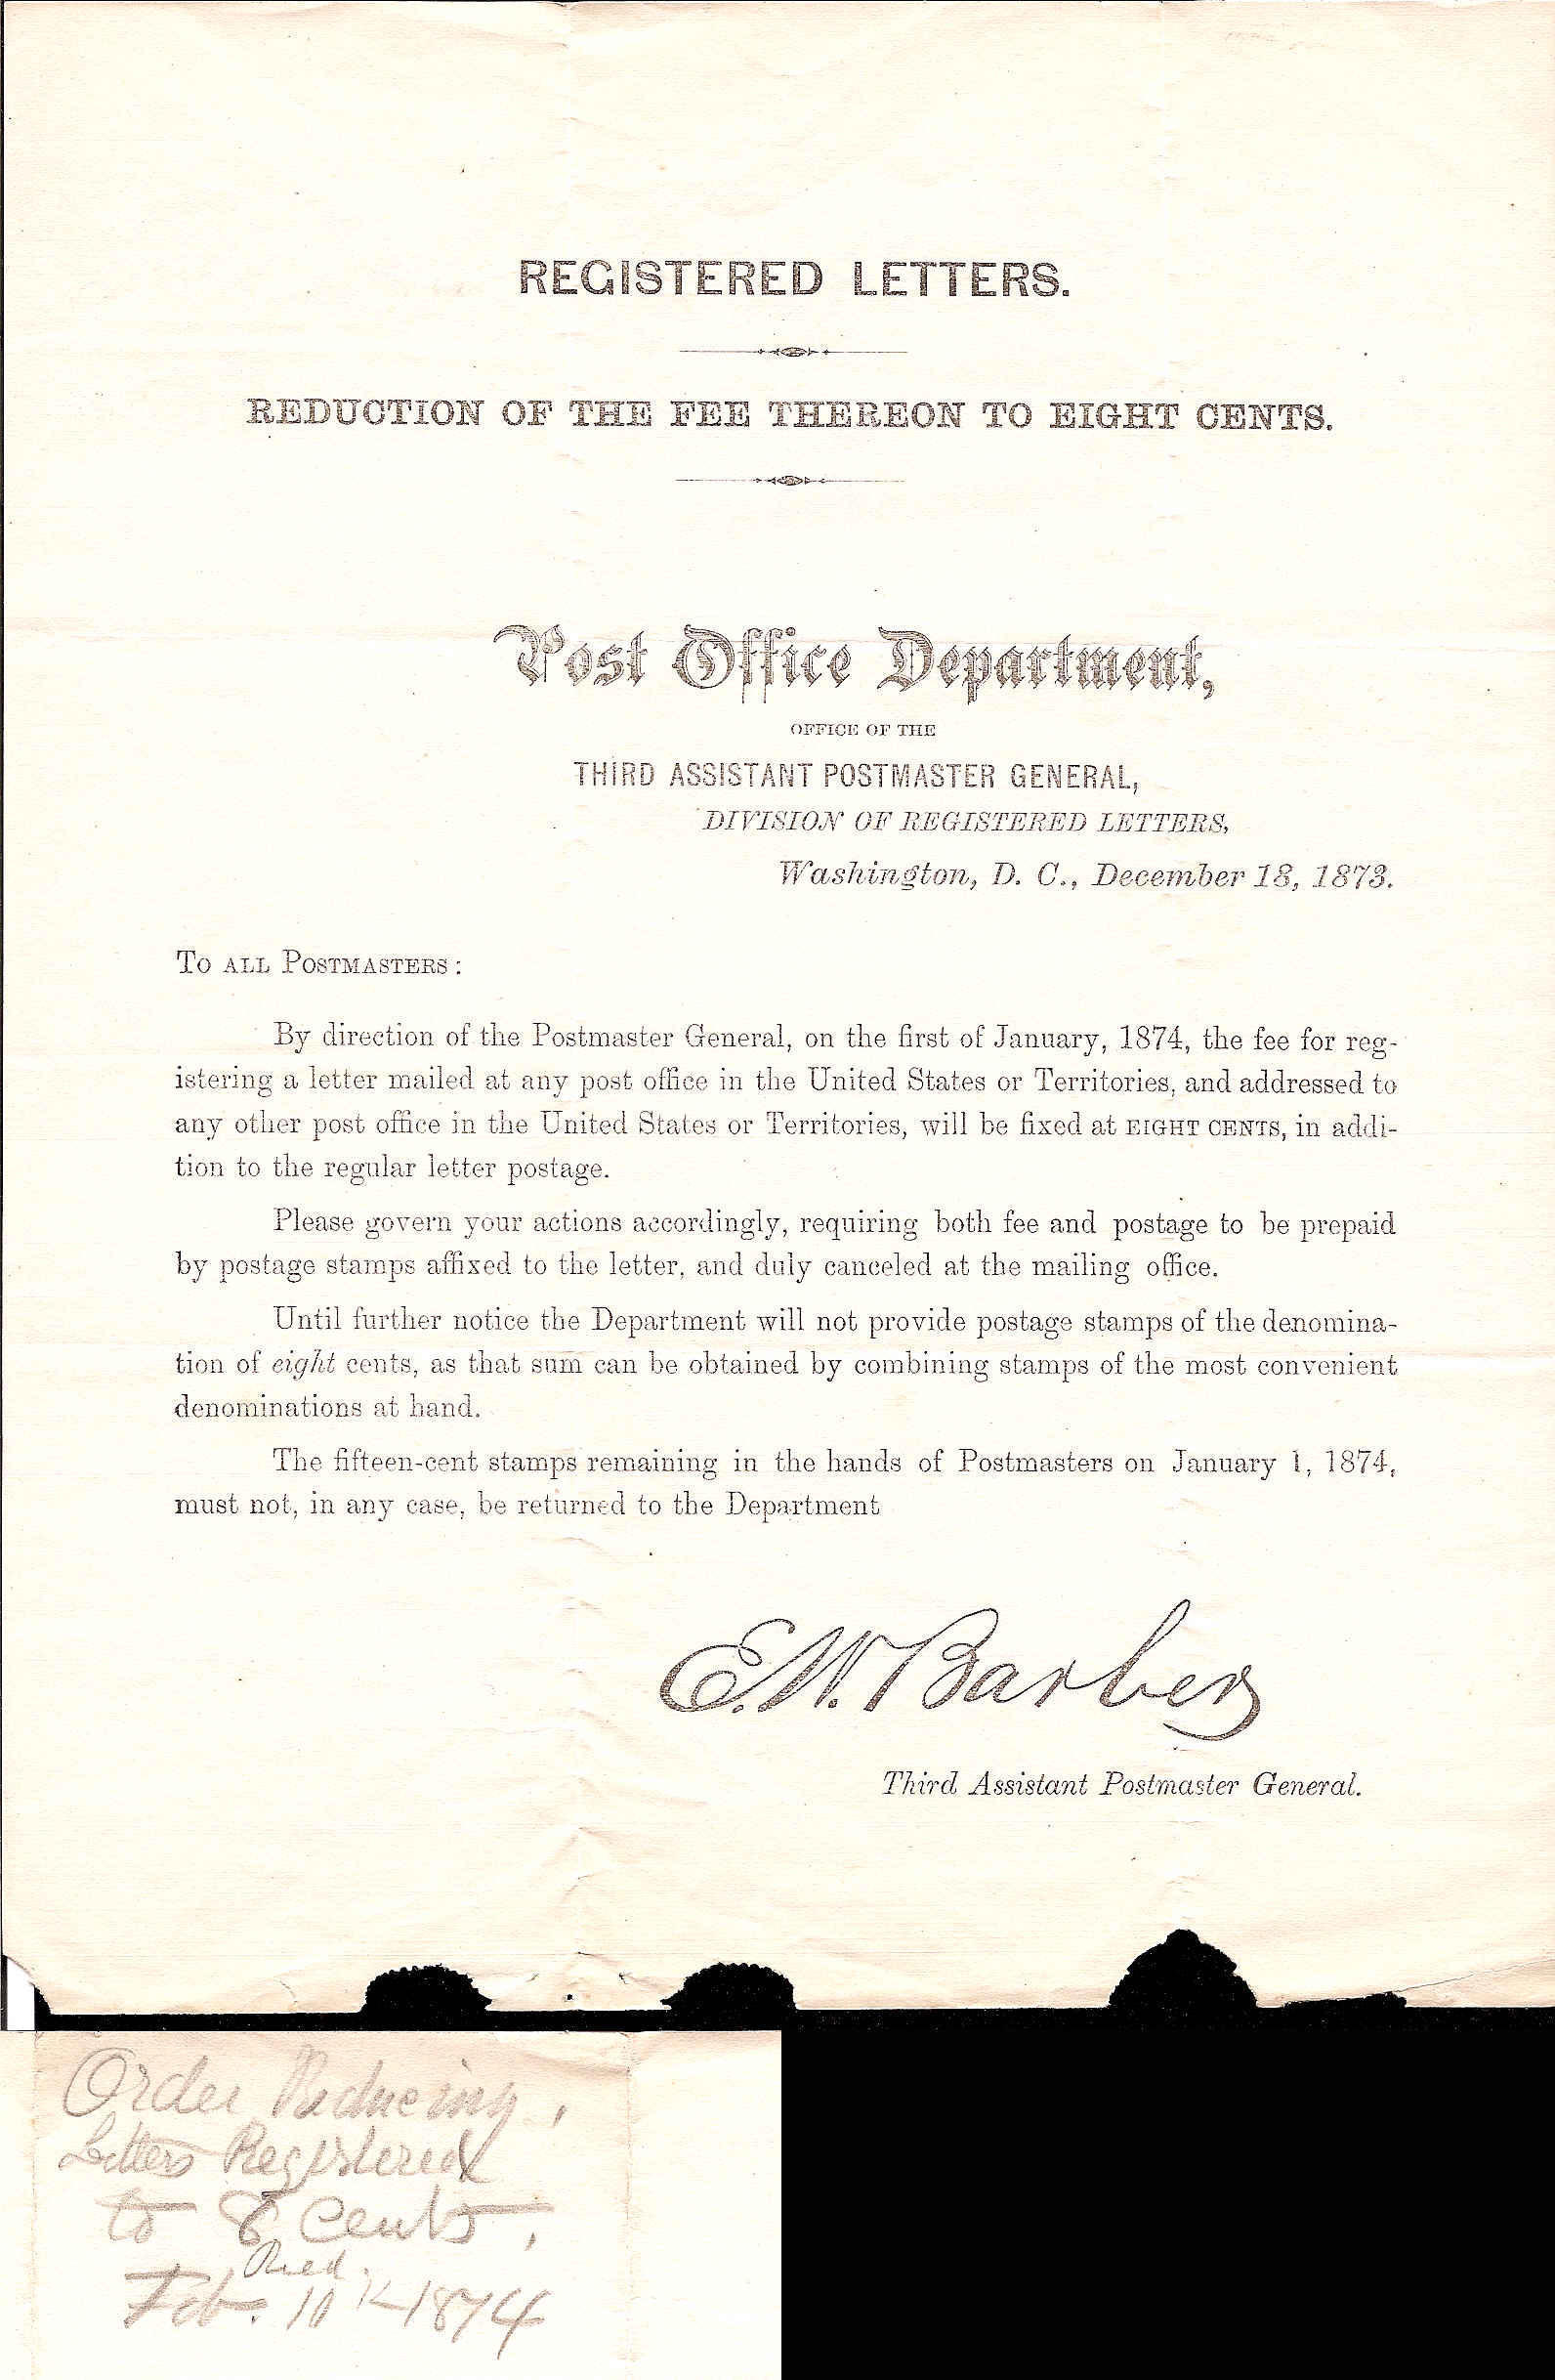 REGISTERED LETTERS.
REDUCTION OF THE FEE THEREON TO EIGHT CENTS.
Post Office Department,
OFFICE OF THE
THIRD ASSISTANT POSTMASTER GENERAL,
DIVISION OF REGISTERED LETTERS,
Washington, D. C., December 18, 1873.
To all Postmasters:
By direction of the Postmaster General, on the first of January, 1874, the fee for reg-
istering a letter mailed at any post office in the United States or Territories, and addressed to
any other post office in the United States or Territories, will be fixed at EIGHT CENTS, in addi-
tion to the regular letter postage.
Please govern your actions accordingly, requiring both fee and postage to be prepaid
by postage stamps affixed to the letter, and duly canceled at the mailing office.
Until further notice the Department will not provide postage stamps of the denomina-
tion of eight cents, as that sum can be obtained by combining stamps of the most convenient
denominations at hand.
The fifteen-cent stamps remaining in the hands of Postmasters on January 1, 1874,
must not, in any case, be returned to the Department
E. W. Barber
Third Assistant Postmaster General.
Order Reducing,
Letters Registered
to 8 Cents,
Recd.
Feb. 10th 1874